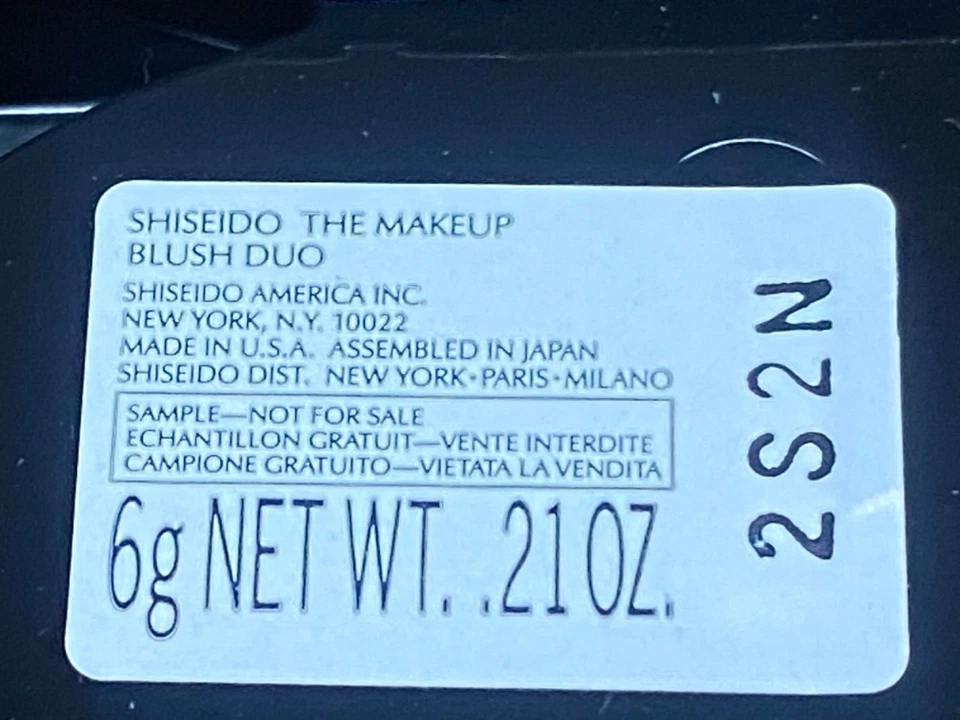 SHISEIDO THE MAKEUP
BLUSH DUO
SHISEIDO AMERICA INC.
NEW YORK, N.Y. 10022
MADE IN U.S.A. ASSEMBLED IN JAPAN
SHISEIDO DIST. NEW YORK·PARIS·MILANO
SAMPLE—NOT FOR SALE
ECHANTILLON GRATUIT—VENTE INTERDITE
CAMPIONE GRATUITO—VIETATA LA VENDITA
6g NET WT. .21 OZ.
2S2N